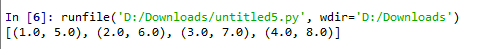 In [6]: runfile('D:/Downloads/untitled5.py', wdir='D:/Downloads')
[(1.0, 5.0), (2.0, 6.0), (3.0, 7.0), (4.0, 8.0)]